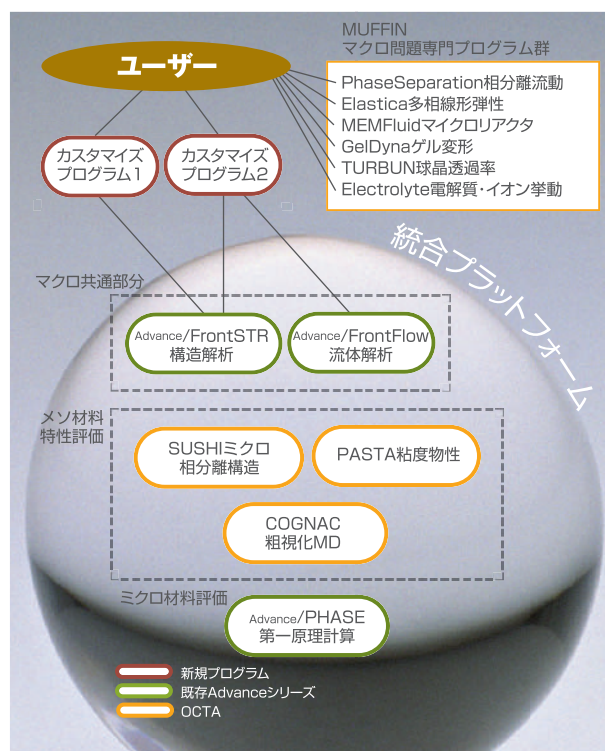 MUFFIN
マクロ問題専門プログラム群
ユーザー
PhaseSeparation相分離流動
Elastica多相線形弾性
MEMFluidマイクロリアクタ
GelDynaゲル変形
TURBUN球晶透過率
Electrolyte電解質・イオン挙動
カスタマイズ
プログラム1
カスタマイズ
プログラム2
統合プラットフォーム
マクロ共通部分
Advance/FrontSTR
構造解析
Advance/FrontFlow
流体解析
メソ材料
特性評価
SUSHIミクロ
相分離構造
PASTA粘度物性
COGNAC
粗視化MD
ミクロ材料評価
Advance/PHASE
第一原理計算
新規プログラム
既存Advanceシリーズ
OCTA